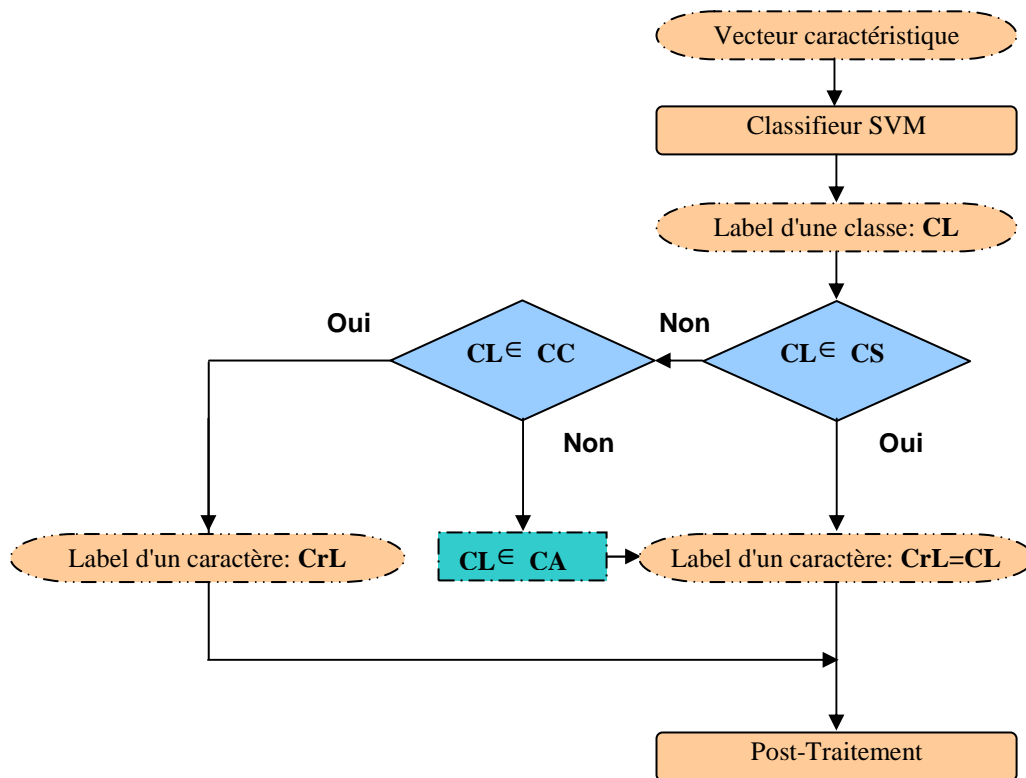 Vecteur caractéristique
Classifieur SVM
Label d'une classe: CL
Oui
Non
CL ∈ CC
CL ∈ CS
Non
Oui
Label d'un caractère: CrL
CL ∈ CA
Label d'un caractère: CrL=CL
Post-Traitement